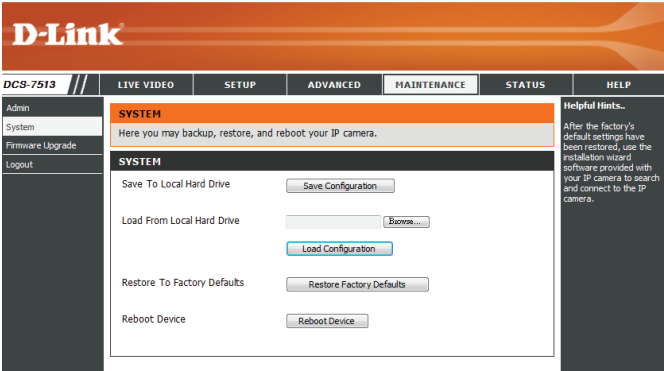 D-Link
DCS-7513
LIVE VIDEO
SETUP
ADVANCED
MAINTENANCE
STATUS
HELP
Admin
System
Firmware Upgrade
Logout
SYSTEM
Here you may backup, restore, and reboot your IP camera.
SYSTEM
Save To Local Hard Drive
Save Configuration
Load From Local Hard Drive
Browse...
Load Configuration
Restore To Factory Defaults
Restore Factory Defaults
Reboot Device
Reboot Device
Helpful Hints..
After the factory's
default settings have
been restored, use the
installation wizard
software provided with
your IP camera to search
and connect to the IP
camera.